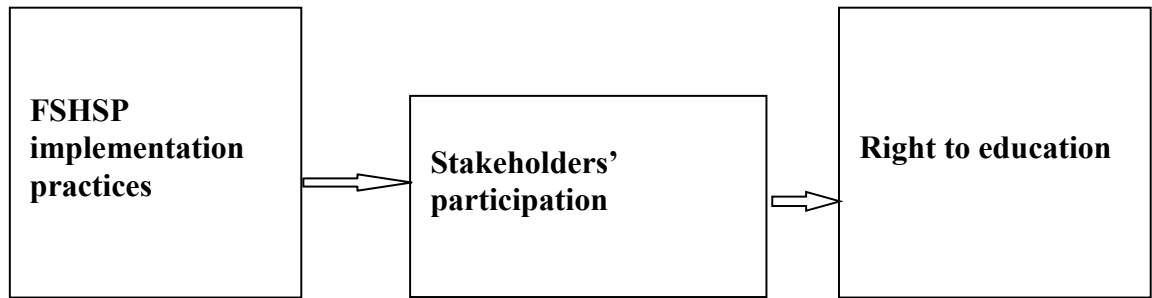 FSHSP
implementation
practices
Stakeholders’
participation
Right to education